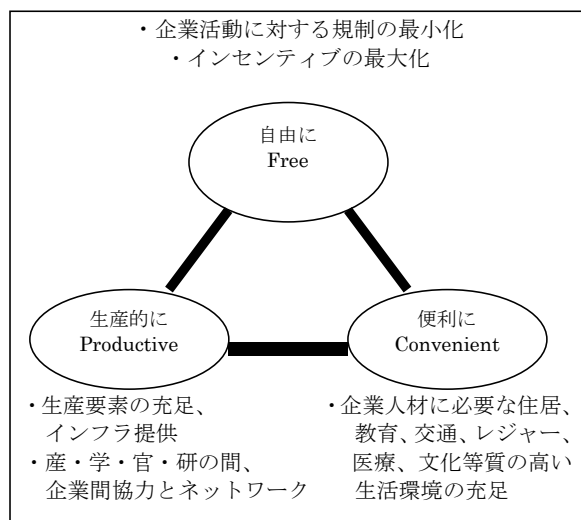 ・企業活動に対する規制の最小化
・インセンティブの最大化
自由に
Free
生産的に
Productive
便利に
Convenient
・生産要素の充足、
インフラ提供
・産・学・官・研の間、
企業間協力とネットワーク
・企業人材に必要な住居、
教育、交通、レジャー、
医療、文化等質の高い
生活環境の充足